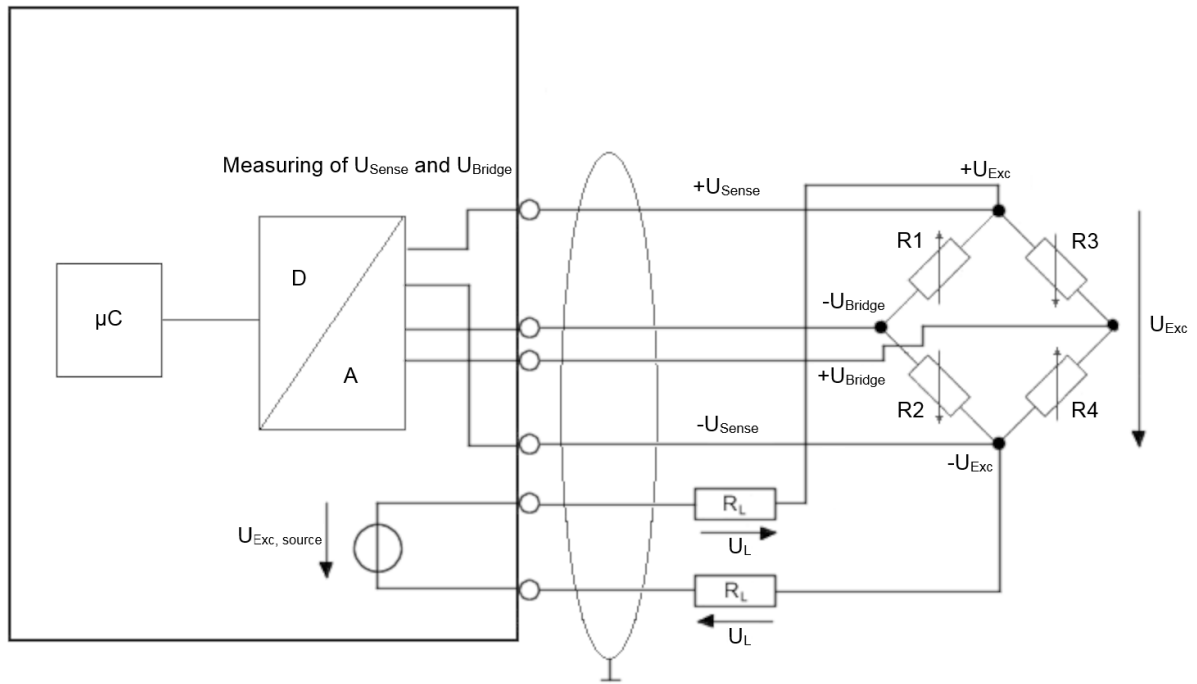 Measuring of USense and UBridge
+USense
+UExc
R1
R3
D
µC
-UBridge
UExc
A
+UBridge
R2
R4
-USense
-UExc
RL
UExc, source
UL
RL
UL